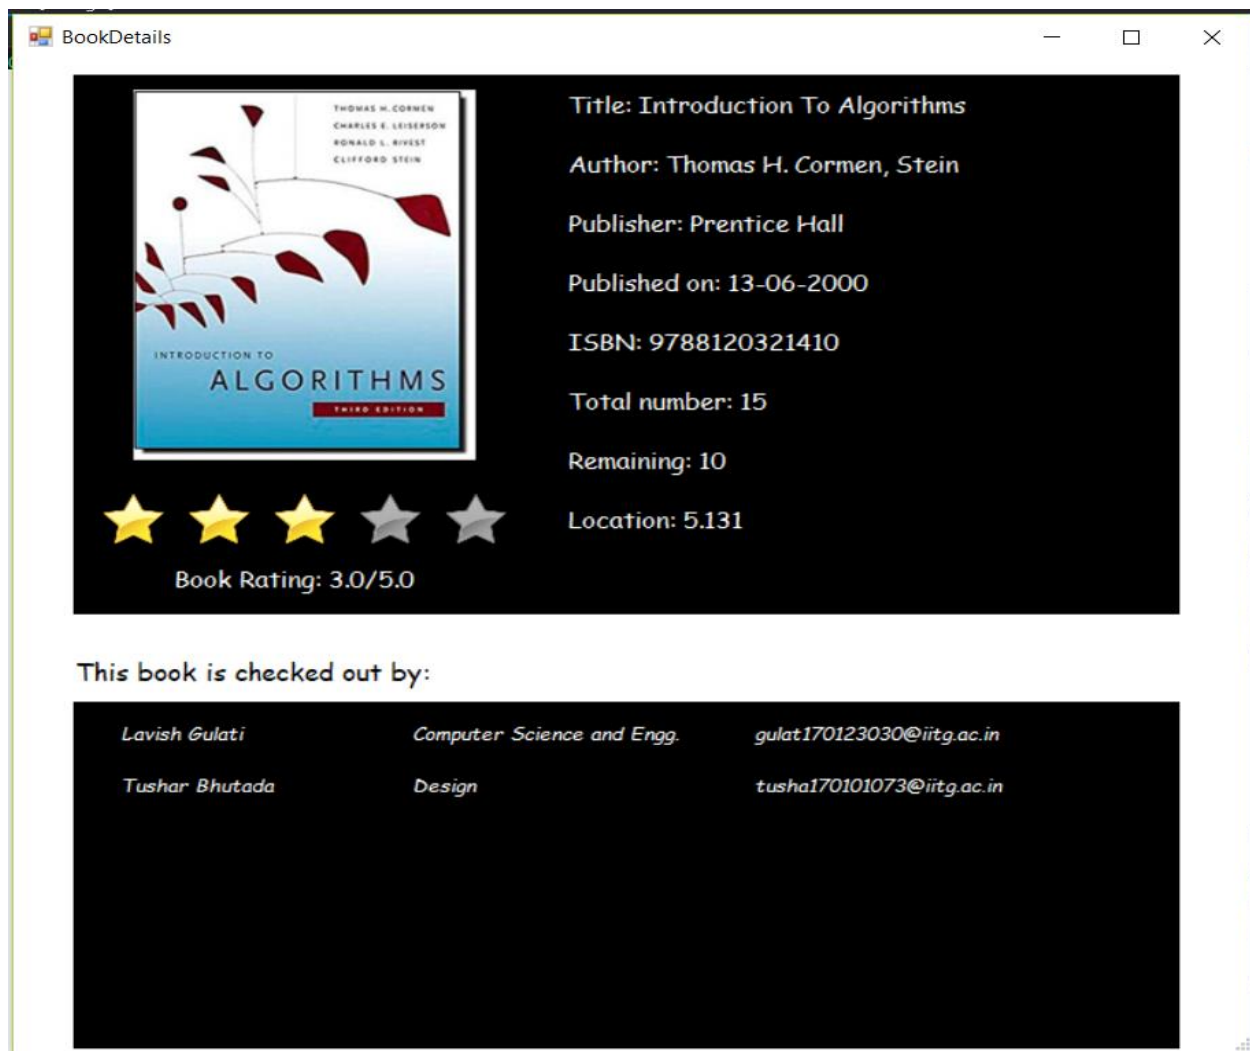 BookDetails
THOMAS H. CORMEN
CHARLES E. LEISERSON
RONALD L. RIVEST
CLIFFORD STEIN
INTRODUCTION TO
ALGORITHMS
THIRD EDITION
Book Rating: 3.0/5.0
Title: Introduction To Algorithms
Author: Thomas H. Cormen, Stein
Publisher: Prentice Hall
Published on: 13-06-2000
ISBN: 9788120321410
Total number: 15
Remaining: 10
Location: 5.131
This book is checked out by:
Lavish Gulati Computer Science and Engg. gulat170123030@iitg.ac.in
Tushar Bhutada Design tusha170101073@iitg.ac.in